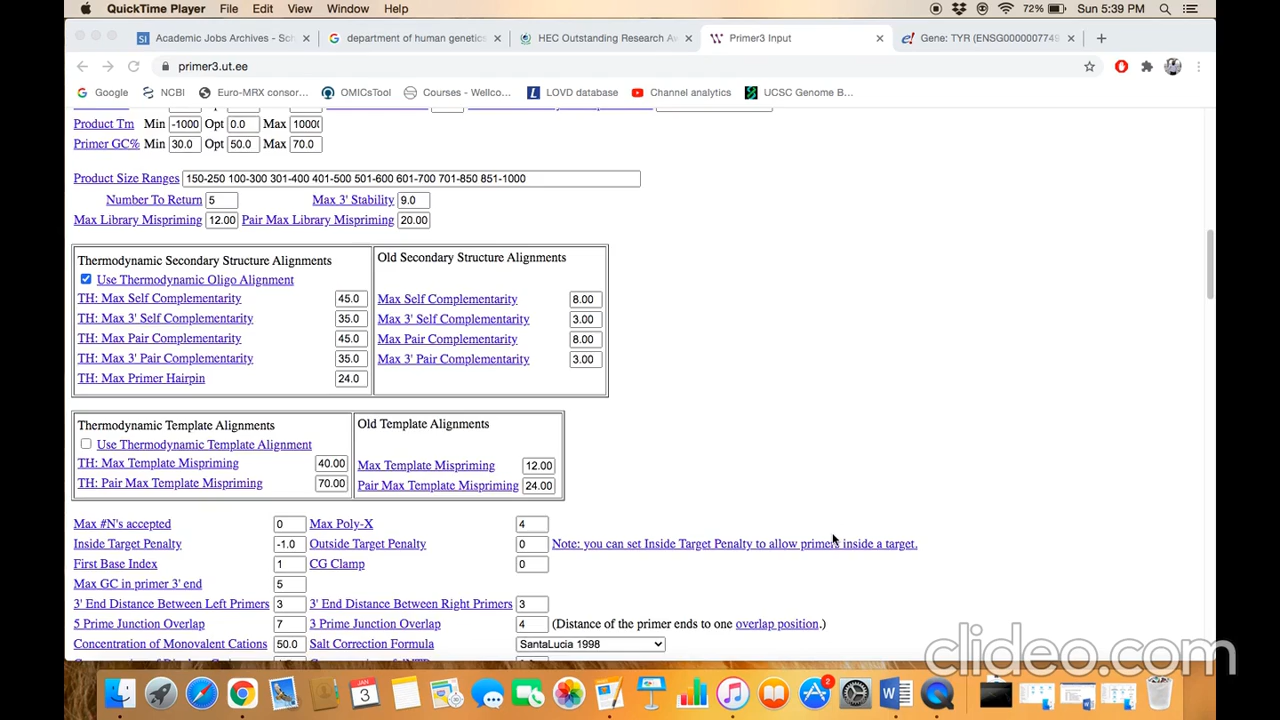 QuickTime Player File Edit View Window Help 72% Sun 5:39 PM
Academic Jobs Archives - Sch × department of human genetics × HEC Outstanding Research Aw × Primer3 Input × Gene: TYR (ENSG0000007749 × +
primer3.ut.ee
Google NCBI Euro-MRX consor... OMICsTool Courses - Wellco... LOVD database Channel analytics UCSC Genome B...
Product Tm Min -1000 Opt 0.0 Max 1000(
Primer GC% Min 30.0 Opt 50.0 Max 70.0
Product Size Ranges 150-250 100-300 301-400 401-500 501-600 601-700 701-850 851-1000
Number To Return 5 Max 3' Stability 9.0
Max Library Mispriming 12.00 Pair Max Library Mispriming 20.00
Thermodynamic Secondary Structure Alignments
Use Thermodynamic Oligo Alignment
TH: Max Self Complementarity 45.0
TH: Max 3' Self Complementarity 35.0
TH: Max Pair Complementarity 45.0
TH: Max 3' Pair Complementarity 35.0
TH: Max Primer Hairpin 24.0
Old Secondary Structure Alignments
Max Self Complementarity 8.00
Max 3' Self Complementarity 3.00
Max Pair Complementarity 8.00
Max 3' Pair Complementarity 3.00
Thermodynamic Template Alignments
Use Thermodynamic Template Alignment
TH: Max Template Mispriming 40.00
TH: Pair Max Template Mispriming 70.00
Old Template Alignments
Max Template Mispriming 12.00
Pair Max Template Mispriming 24.00
Max #N's accepted 0 Max Poly-X 4
Inside Target Penalty -1.0 Outside Target Penalty 0 Note: you can set Inside Target Penalty to allow primers inside a target.
First Base Index 1 CG Clamp 0
Max GC in primer 3' end 5
3' End Distance Between Left Primers 3 3' End Distance Between Right Primers 3
5 Prime Junction Overlap 7 3 Prime Junction Overlap 4 (Distance of the primer ends to one overlap position.)
Concentration of Monovalent Cations 50.0 Salt Correction Formula SantaLucia 1998
clideo.com
JAN
3
2